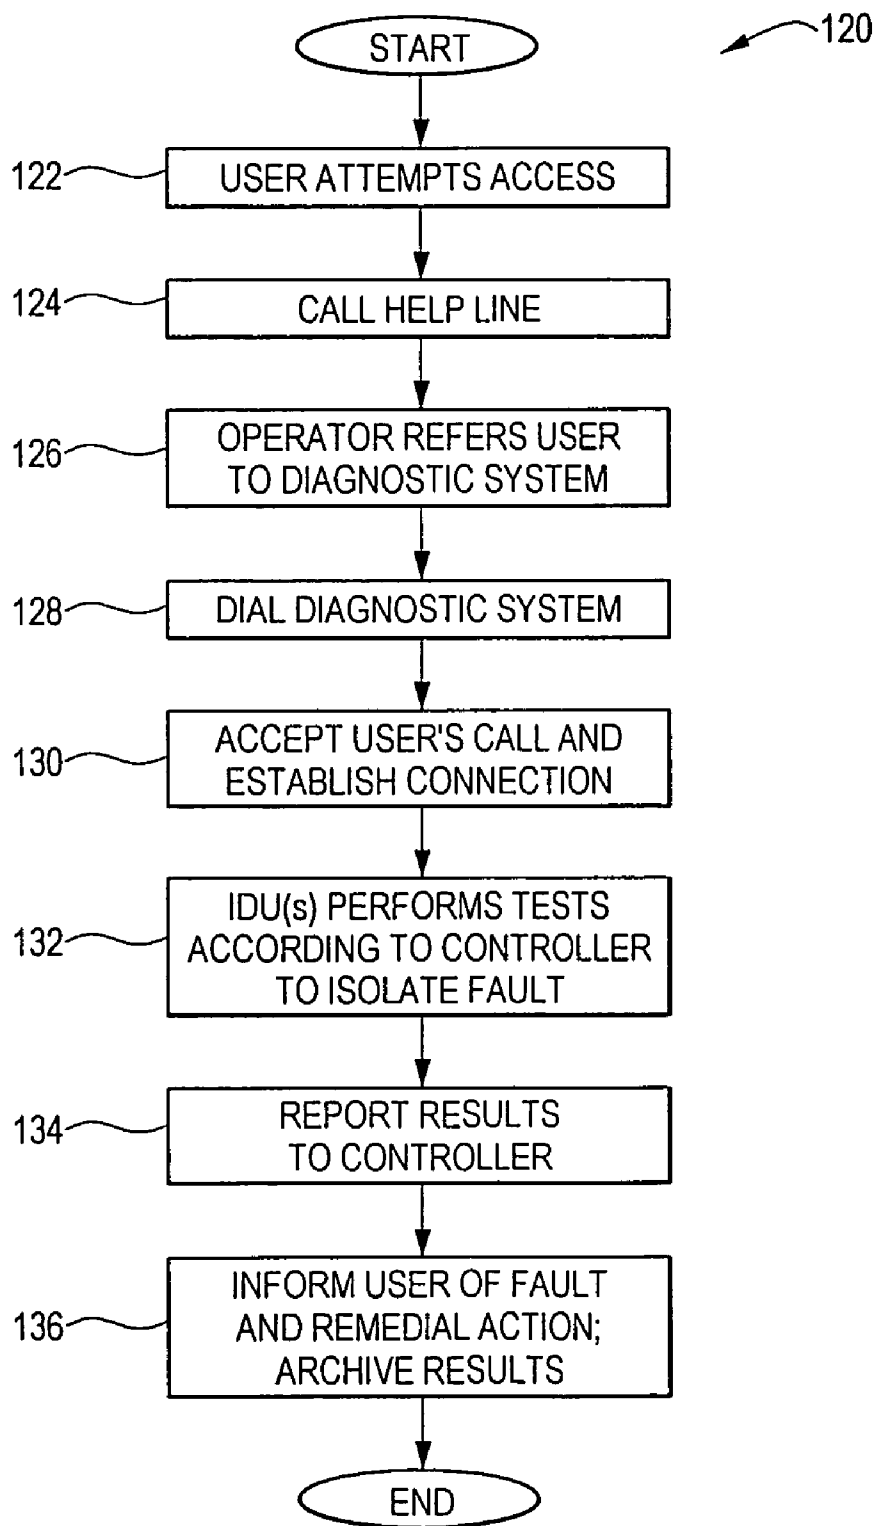 START
120
122
USER ATTEMPTS ACCESS
124
CALL HELP LINE
126
OPERATOR REFERS USER
TO DIAGNOSTIC SYSTEM
128
DIAL DIAGNOSTIC SYSTEM
130
ACCEPT USER'S CALL AND
ESTABLISH CONNECTION
132
IDU(s) PERFORMS TESTS
ACCORDING TO CONTROLLER
TO ISOLATE FAULT
134
REPORT RESULTS
TO CONTROLLER
136
INFORM USER OF FAULT
AND REMEDIAL ACTION;
ARCHIVE RESULTS
END